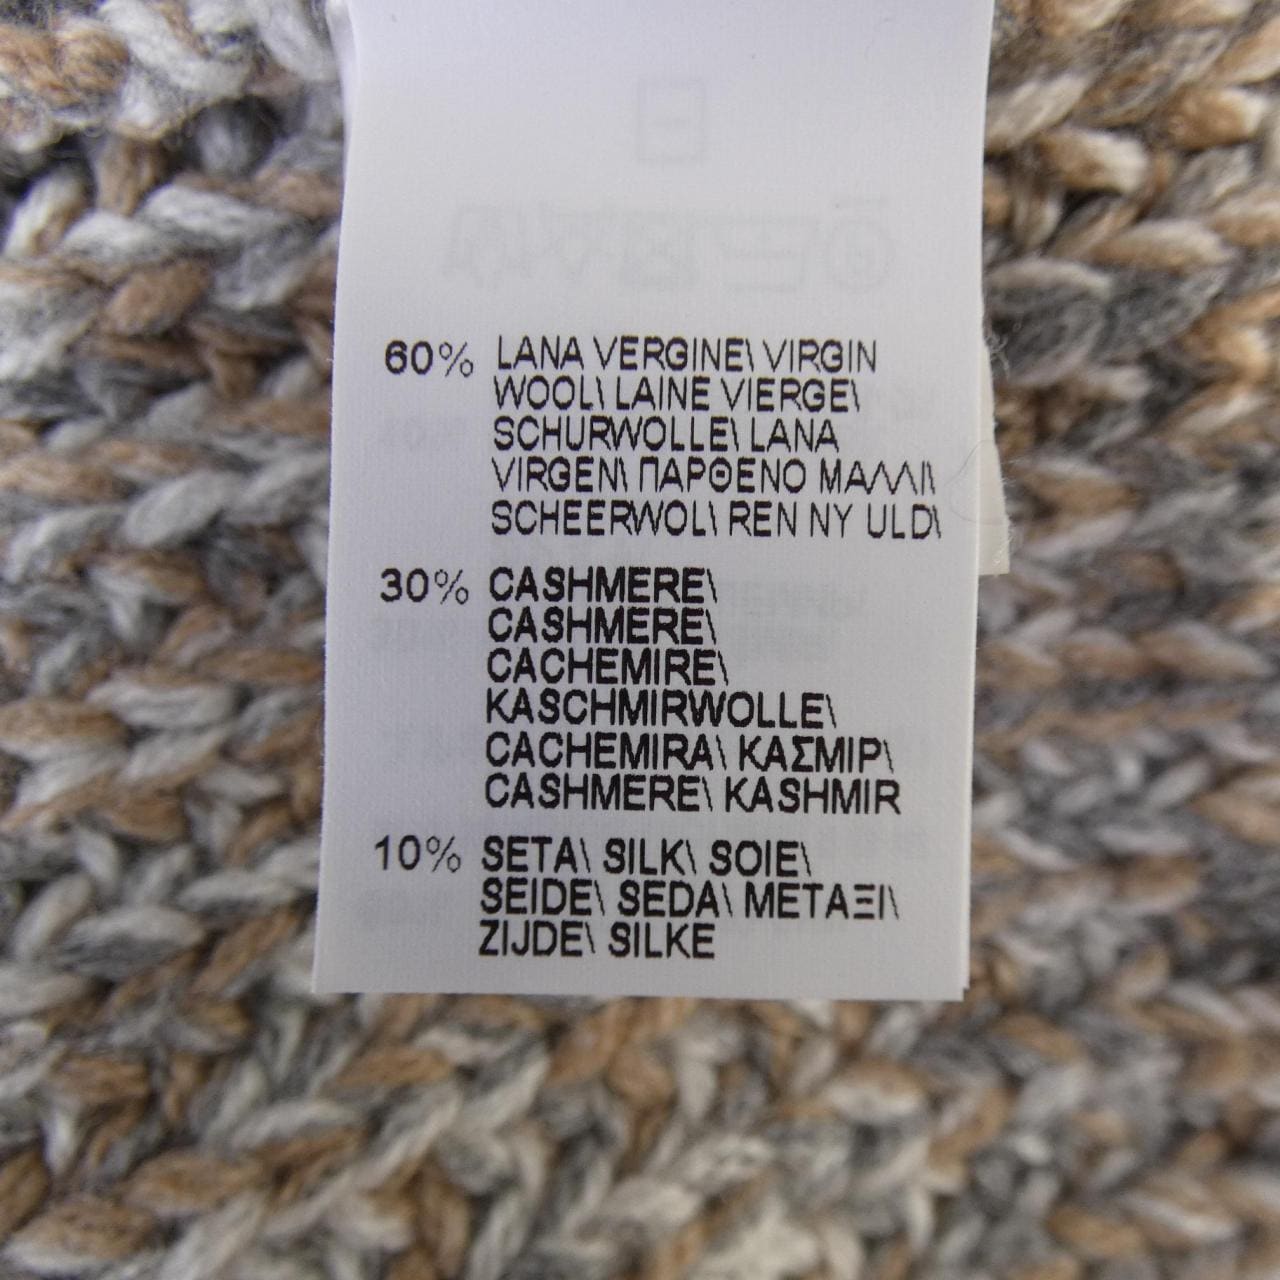 60% LANA VERGINE\ VIRGIN
WOOL\ LAINE VIERGE\
SCHURWOLLE\ LANA
VIRGEN\ ΠΑΡΘΕΝΟ ΜΑΛΛΙ\
SCHEERWOL\ REN NY ULD\
30% CASHMERE\
CASHMERE\
CACHEMIRE\
KASCHMIRWOLLE\
CACHEMIRA\ ΚΑΣΜΙΡ\
CASHMERE\ KASHMIR
10% SETA\ SILK\ SOIE\
SEIDE\ SEDA\ ΜΕΤΑΞΙ\
ZIJDE\ SILKE